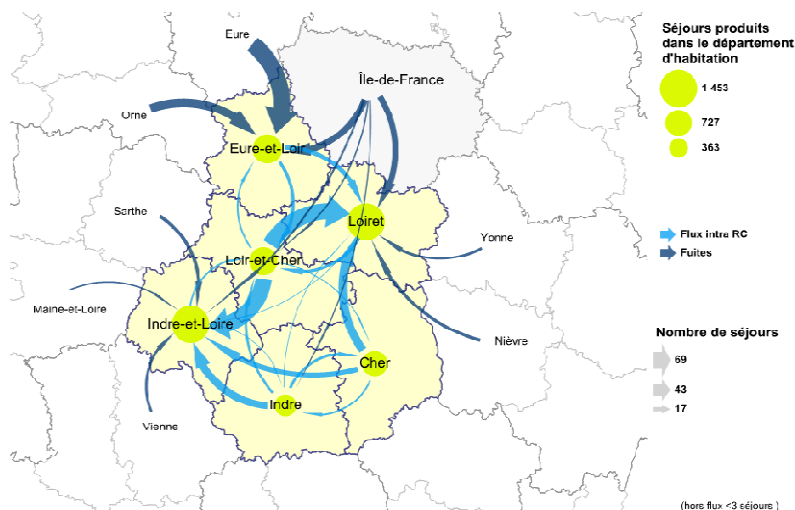 Eure
Île-de-France
Orne
Eure-et-Loir
Sarthe
Loiret
Yonne
Loir-et-Cher
Maine-et-Loire
Indre-et-Loire
Nièvre
Cher
Indre
Vienne
Séjours produits
dans le département
d'habitation
1 453
727
363
Flux intra RC
Fuites
Nombre de séjours
69
43
17
(hors flux <3 séjours )